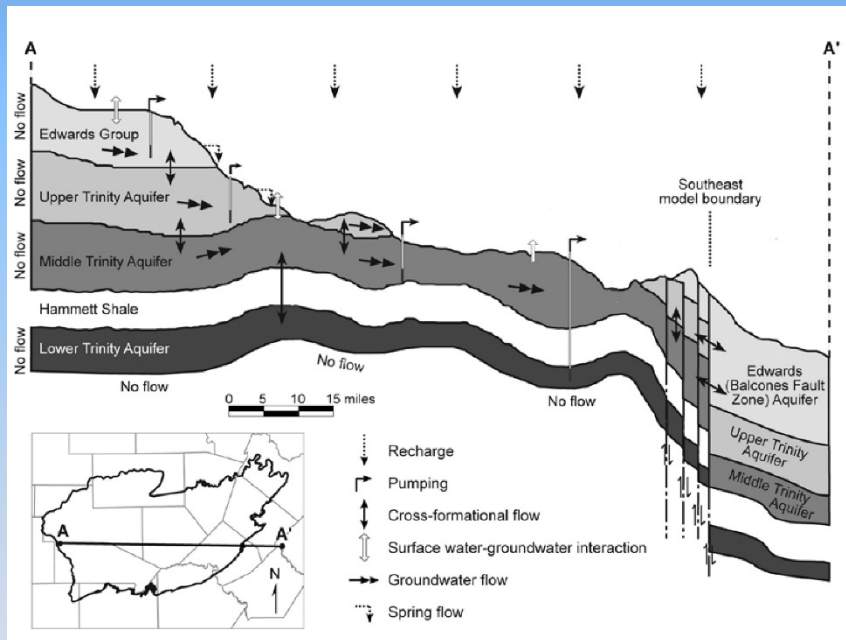 A
A'
No flow
Edwards Group
No flow
Upper Trinity Aquifer
No flow
Middle Trinity Aquifer
Hammett Shale
No flow
Lower Trinity Aquifer
No flow
No flow
No flow
Southeast
model boundary
Edwards
(Balcones Fault
Zone) Aquifer
Upper Trinity
Aquifer
Middle Trinity
Aquifer
0 5 10 15 miles
Recharge
Pumping
Cross-formational flow
Surface water-groundwater interaction
Groundwater flow
Spring flow
A
A'
N